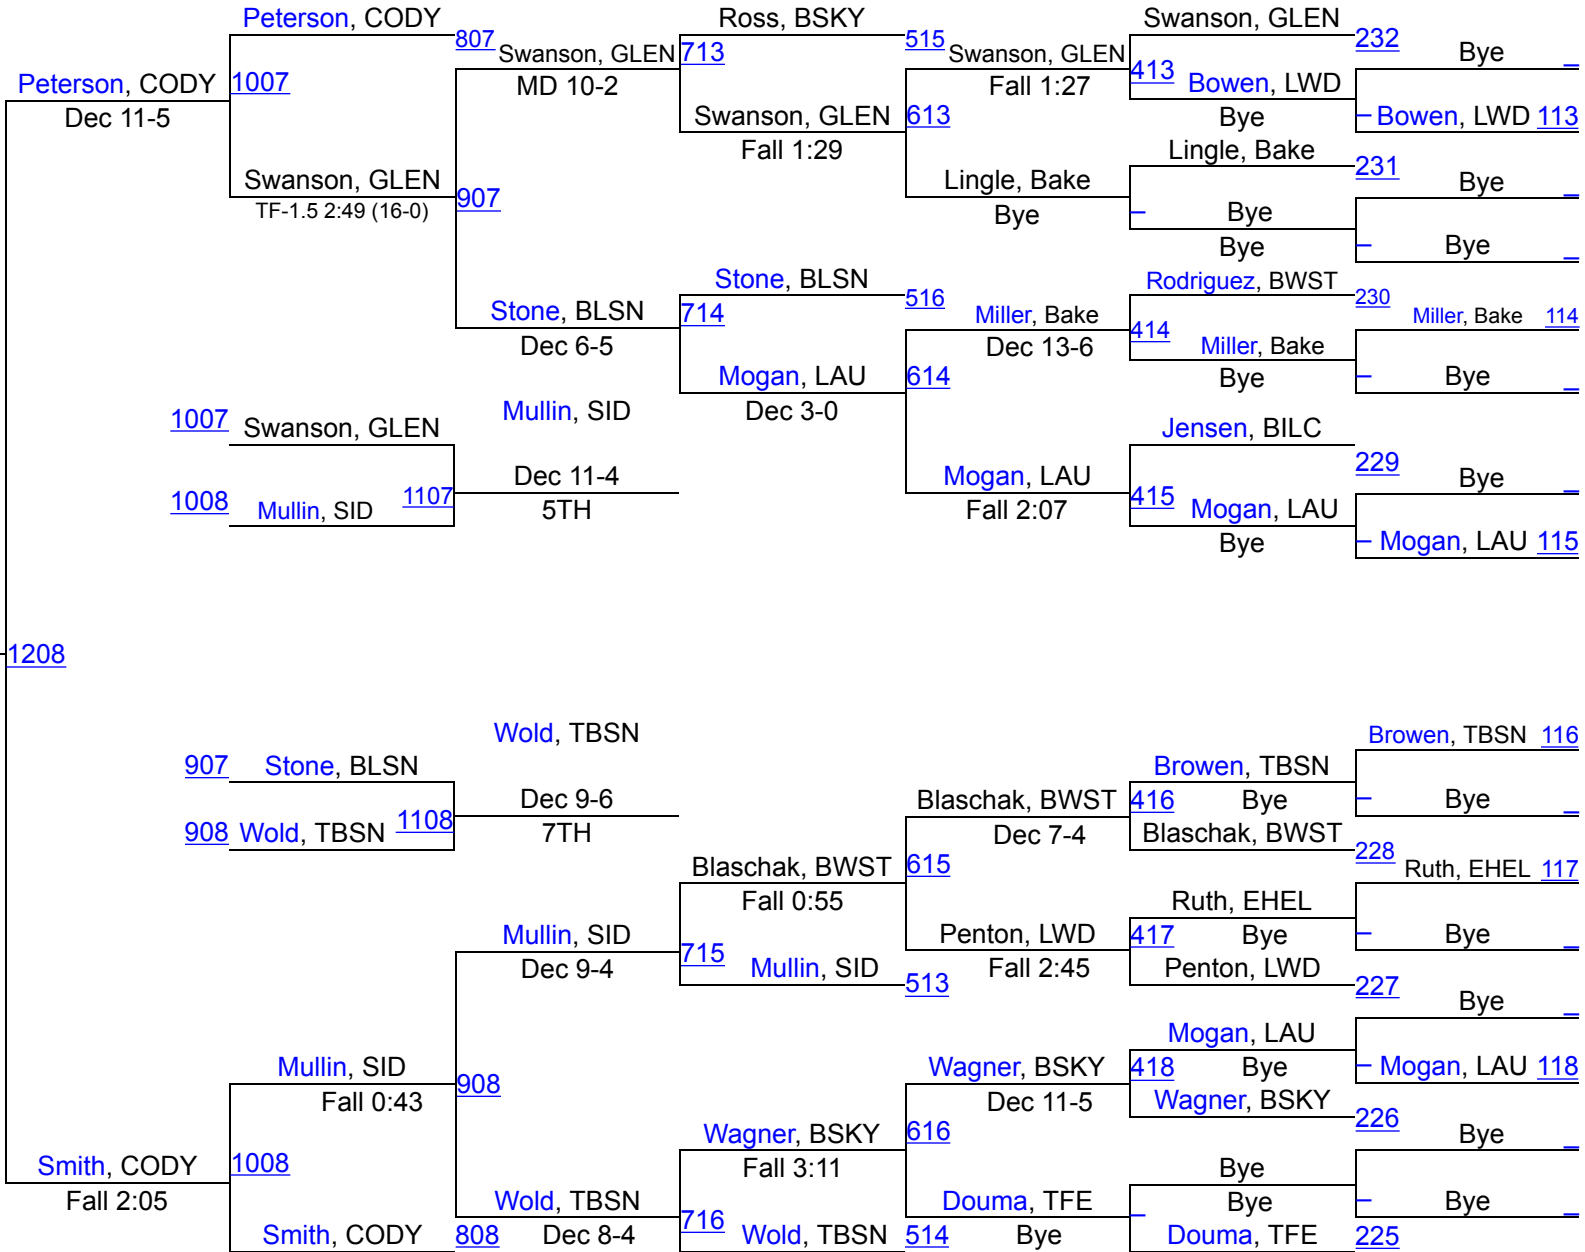 Peterson, CODY
Ross, BSKY
Swanson, GLEN
807
Swanson, GLEN
713
515
Swanson, GLEN
232
Bye
Peterson, CODY
1007
MD 10-2
Fall 1:27
413
Bowen, LWD
Dec 11-5
Swanson, GLEN
613
Bye
Bowen, LWD 113
Fall 1:29
Lingle, Bake
231
Swanson, GLEN
Lingle, Bake
Bye
TF-1.5 2:49 (16-0)
907
Bye
Bye
Bye
Bye
Stone, BLSN
Rodriguez, BWST
516
230
Stone, BLSN
714
Miller, Bake
Miller, Bake 114
Dec 6-5
Dec 13-6
414
Miller, Bake
Mogan, LAU
614
Bye
Bye
1007
Swanson, GLEN
Mullin, SID
Dec 3-0
Jensen, BILC
229
Dec 11-4
Mogan, LAU
Bye
1008
Mullin, SID
1107
5TH
Fall 2:07
415
Mogan, LAU
Bye
Mogan, LAU 115
1208
Wold, TBSN
Browen, TBSN 116
907
Stone, BLSN
Browen, TBSN
Dec 9-6
Blaschak, BWST
416
Bye
Bye
908
Wold, TBSN
1108
7TH
Dec 7-4
Blaschak, BWST
228
Blaschak, BWST
615
Ruth, EHEL 117
Fall 0:55
Ruth, EHEL
Mullin, SID
Penton, LWD
417
Bye
Bye
Dec 9-4
715
Mullin, SID
513
Fall 2:45
Penton, LWD
227
Bye
Mogan, LAU
Mullin, SID
908
Wagner, BSKY
418
Bye
Mogan, LAU 118
Fall 0:43
Dec 11-5
Wagner, BSKY
226
Wagner, BSKY
616
Bye
Smith, CODY
1008
Fall 3:11
Bye
Fall 2:05
Wold, TBSN
Douma, TFE
Bye
Bye
Smith, CODY
808
Dec 8-4
716
Wold, TBSN
514
Bye
Douma, TFE
225